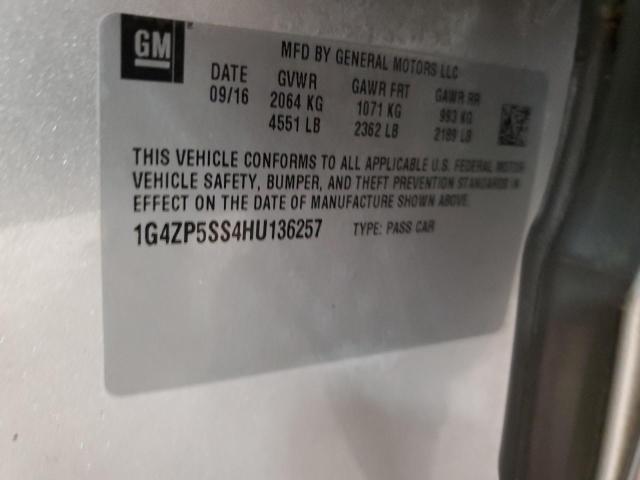 GM
MFD BY GENERAL MOTORS LLC
DATE GVWR GAWR FRT GAWR RR
09/16 2064 KG 1071 KG 993 KG
4551 LB 2362 LB 2189 LB
THIS VEHICLE CONFORMS TO ALL APPLICABLE U.S. FEDERAL MOTOR
VEHICLE SAFETY, BUMPER, AND THEFT PREVENTION STANDARDS IN
EFFECT ON THE DATE OF MANUFACTURE SHOWN ABOVE.
1G4ZP5SS4HU136257 TYPE: PASS CAR